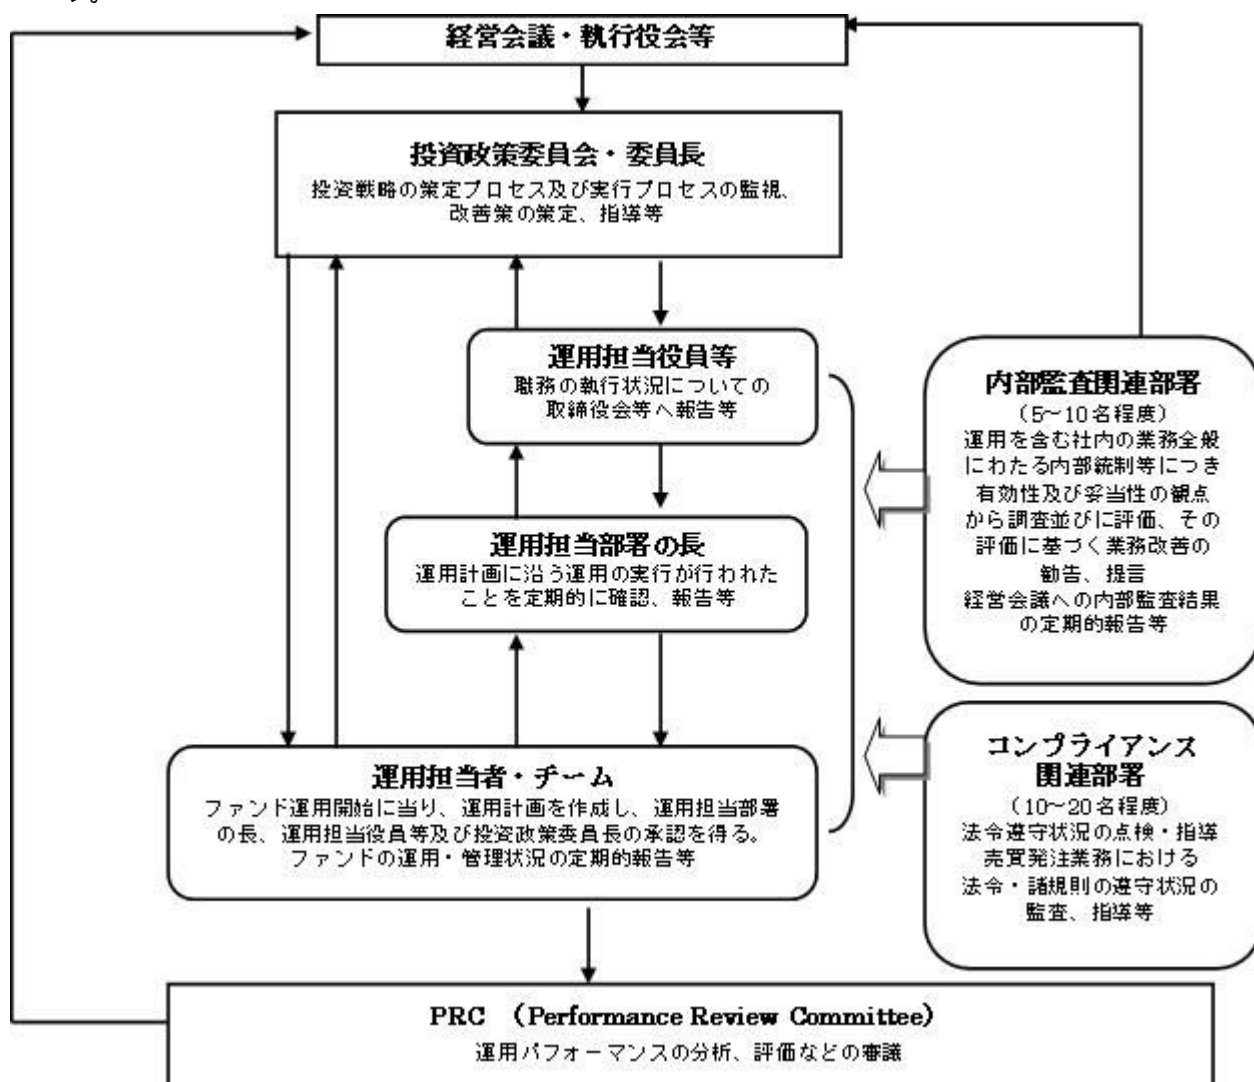 す。
経営会議・執行役会等
投資政策委員会・委員長
投資戦略の策定プロセス及び実行プロセスの監視、
改善策の策定、指導等
運用担当役員等
職務の執行状況についての
取締役会等へ報告等
運用担当部署の長
運用計画に沿う運用の実行が行われた
ことを定期的に確認、報告等
運用担当者・チーム
ファンド運用開始に当り、運用計画を作成し、運用担当部署
の長、運用担当役員等及び投資政策委員長の承認を得る。
ファンドの運用・管理状況の定期的報告等
内部監査関連部署
（5～10名程度）
運用を含む社内の業務全般
にわたる内部統制等につき
有効性及び妥当性の観点
から調査並びに評価、その
評価に基づく業務改善の
勧告、提言
経営会議への内部監査結果
の定期的報告等
コンプライアンス
関連部署
（10～20名程度）
法令遵守状況の点検・指導
売買発注業務における
法令・諸規則の遵守状況の
監査、指導等
PRC （Performance Review Committee）
運用パフォーマンスの分析、評価などの審議